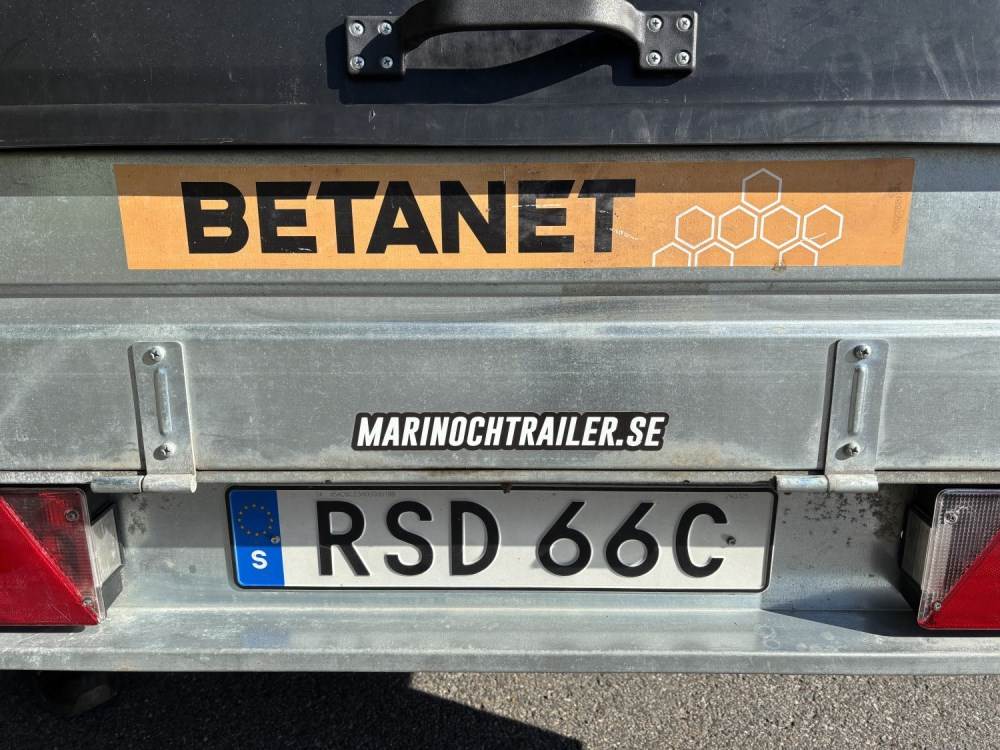 BETANET
MARINOCHTRAILER.SE
S RSD 66C